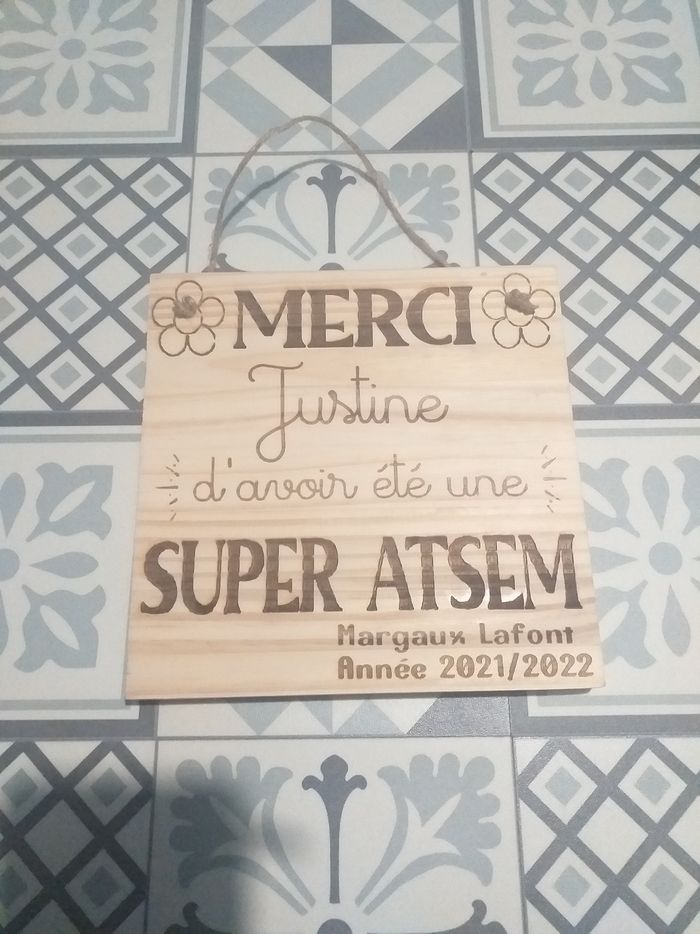 MERCI
Justine
d'avoir été une
SUPER ATSEM
Margaux Lafont
Année 2021/2022